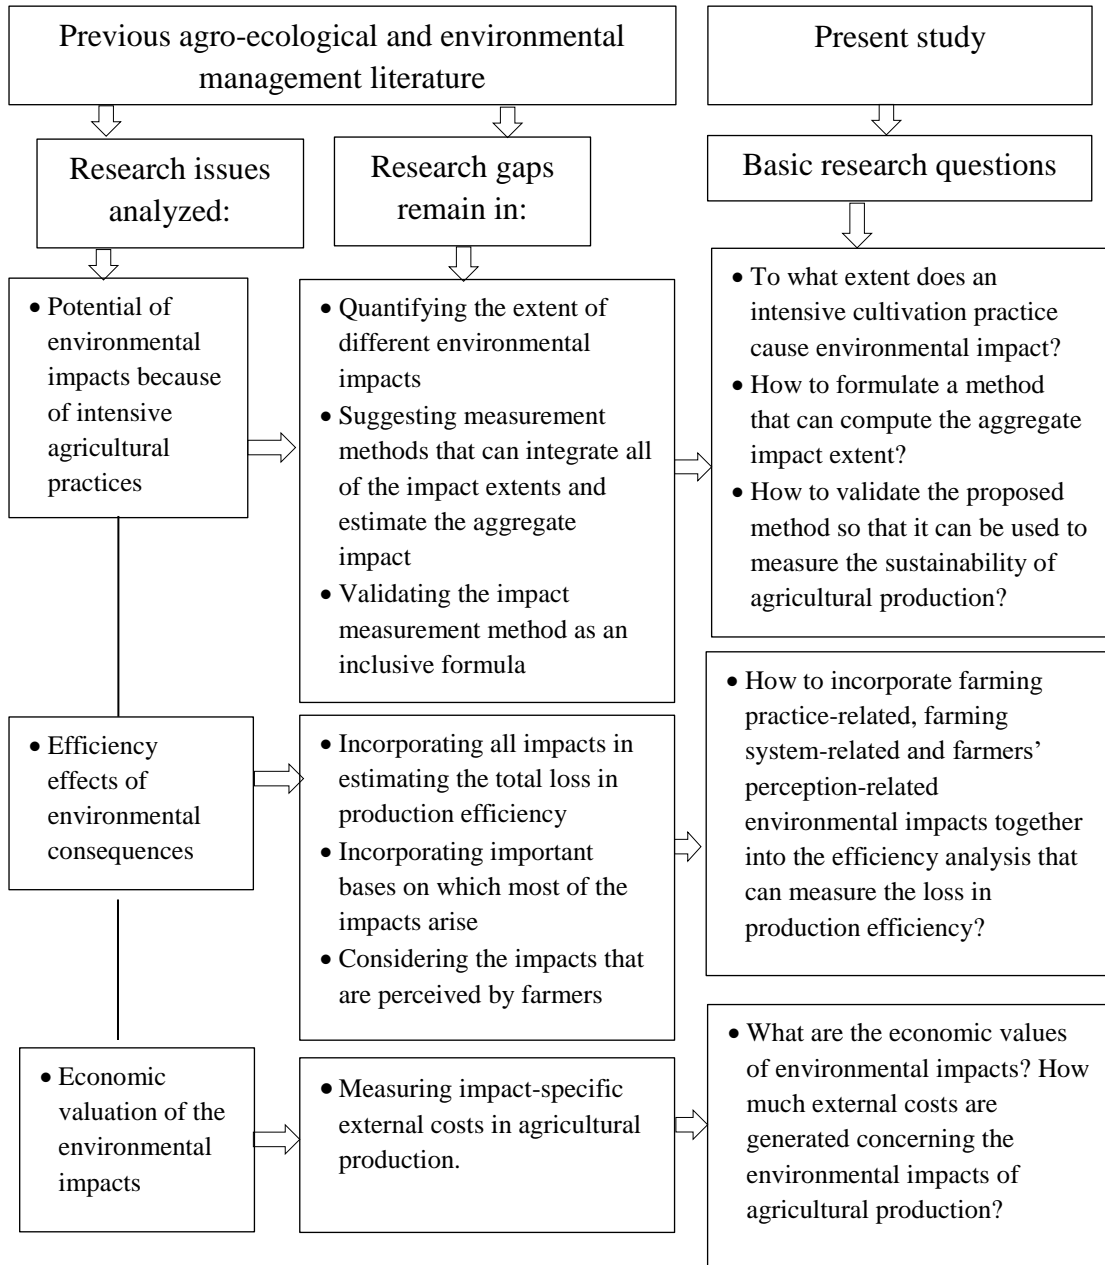 Previous agro-ecological and environmental
management literature
Present study
Research issues
analyzed:
Research gaps
remain in:
Basic research questions
• Potential of
environmental
impacts because
of intensive
agricultural
practices
• Quantifying the extent of
different environmental
impacts
• Suggesting measurement
methods that can integrate all
of the impact extents and
estimate the aggregate
impact
• Validating the impact
measurement method as an
inclusive formula
• To what extent does an
intensive cultivation practice
cause environmental impact?
• How to formulate a method
that can compute the aggregate
impact extent?
• How to validate the proposed
method so that it can be used to
measure the sustainability of
agricultural production?
• Efficiency
effects of
environmental
consequences
• Incorporating all impacts in
estimating the total loss in
production efficiency
• Incorporating important
bases on which most of the
impacts arise
• Considering the impacts that
are perceived by farmers
• How to incorporate farming
practice-related, farming
system-related and farmers’
perception-related
environmental impacts together
into the efficiency analysis that
can measure the loss in
production efficiency?
• Economic
valuation of the
environmental
impacts
• Measuring impact-specific
external costs in agricultural
production.
• What are the economic values
of environmental impacts? How
much external costs are
generated concerning the
environmental impacts of
agricultural production?